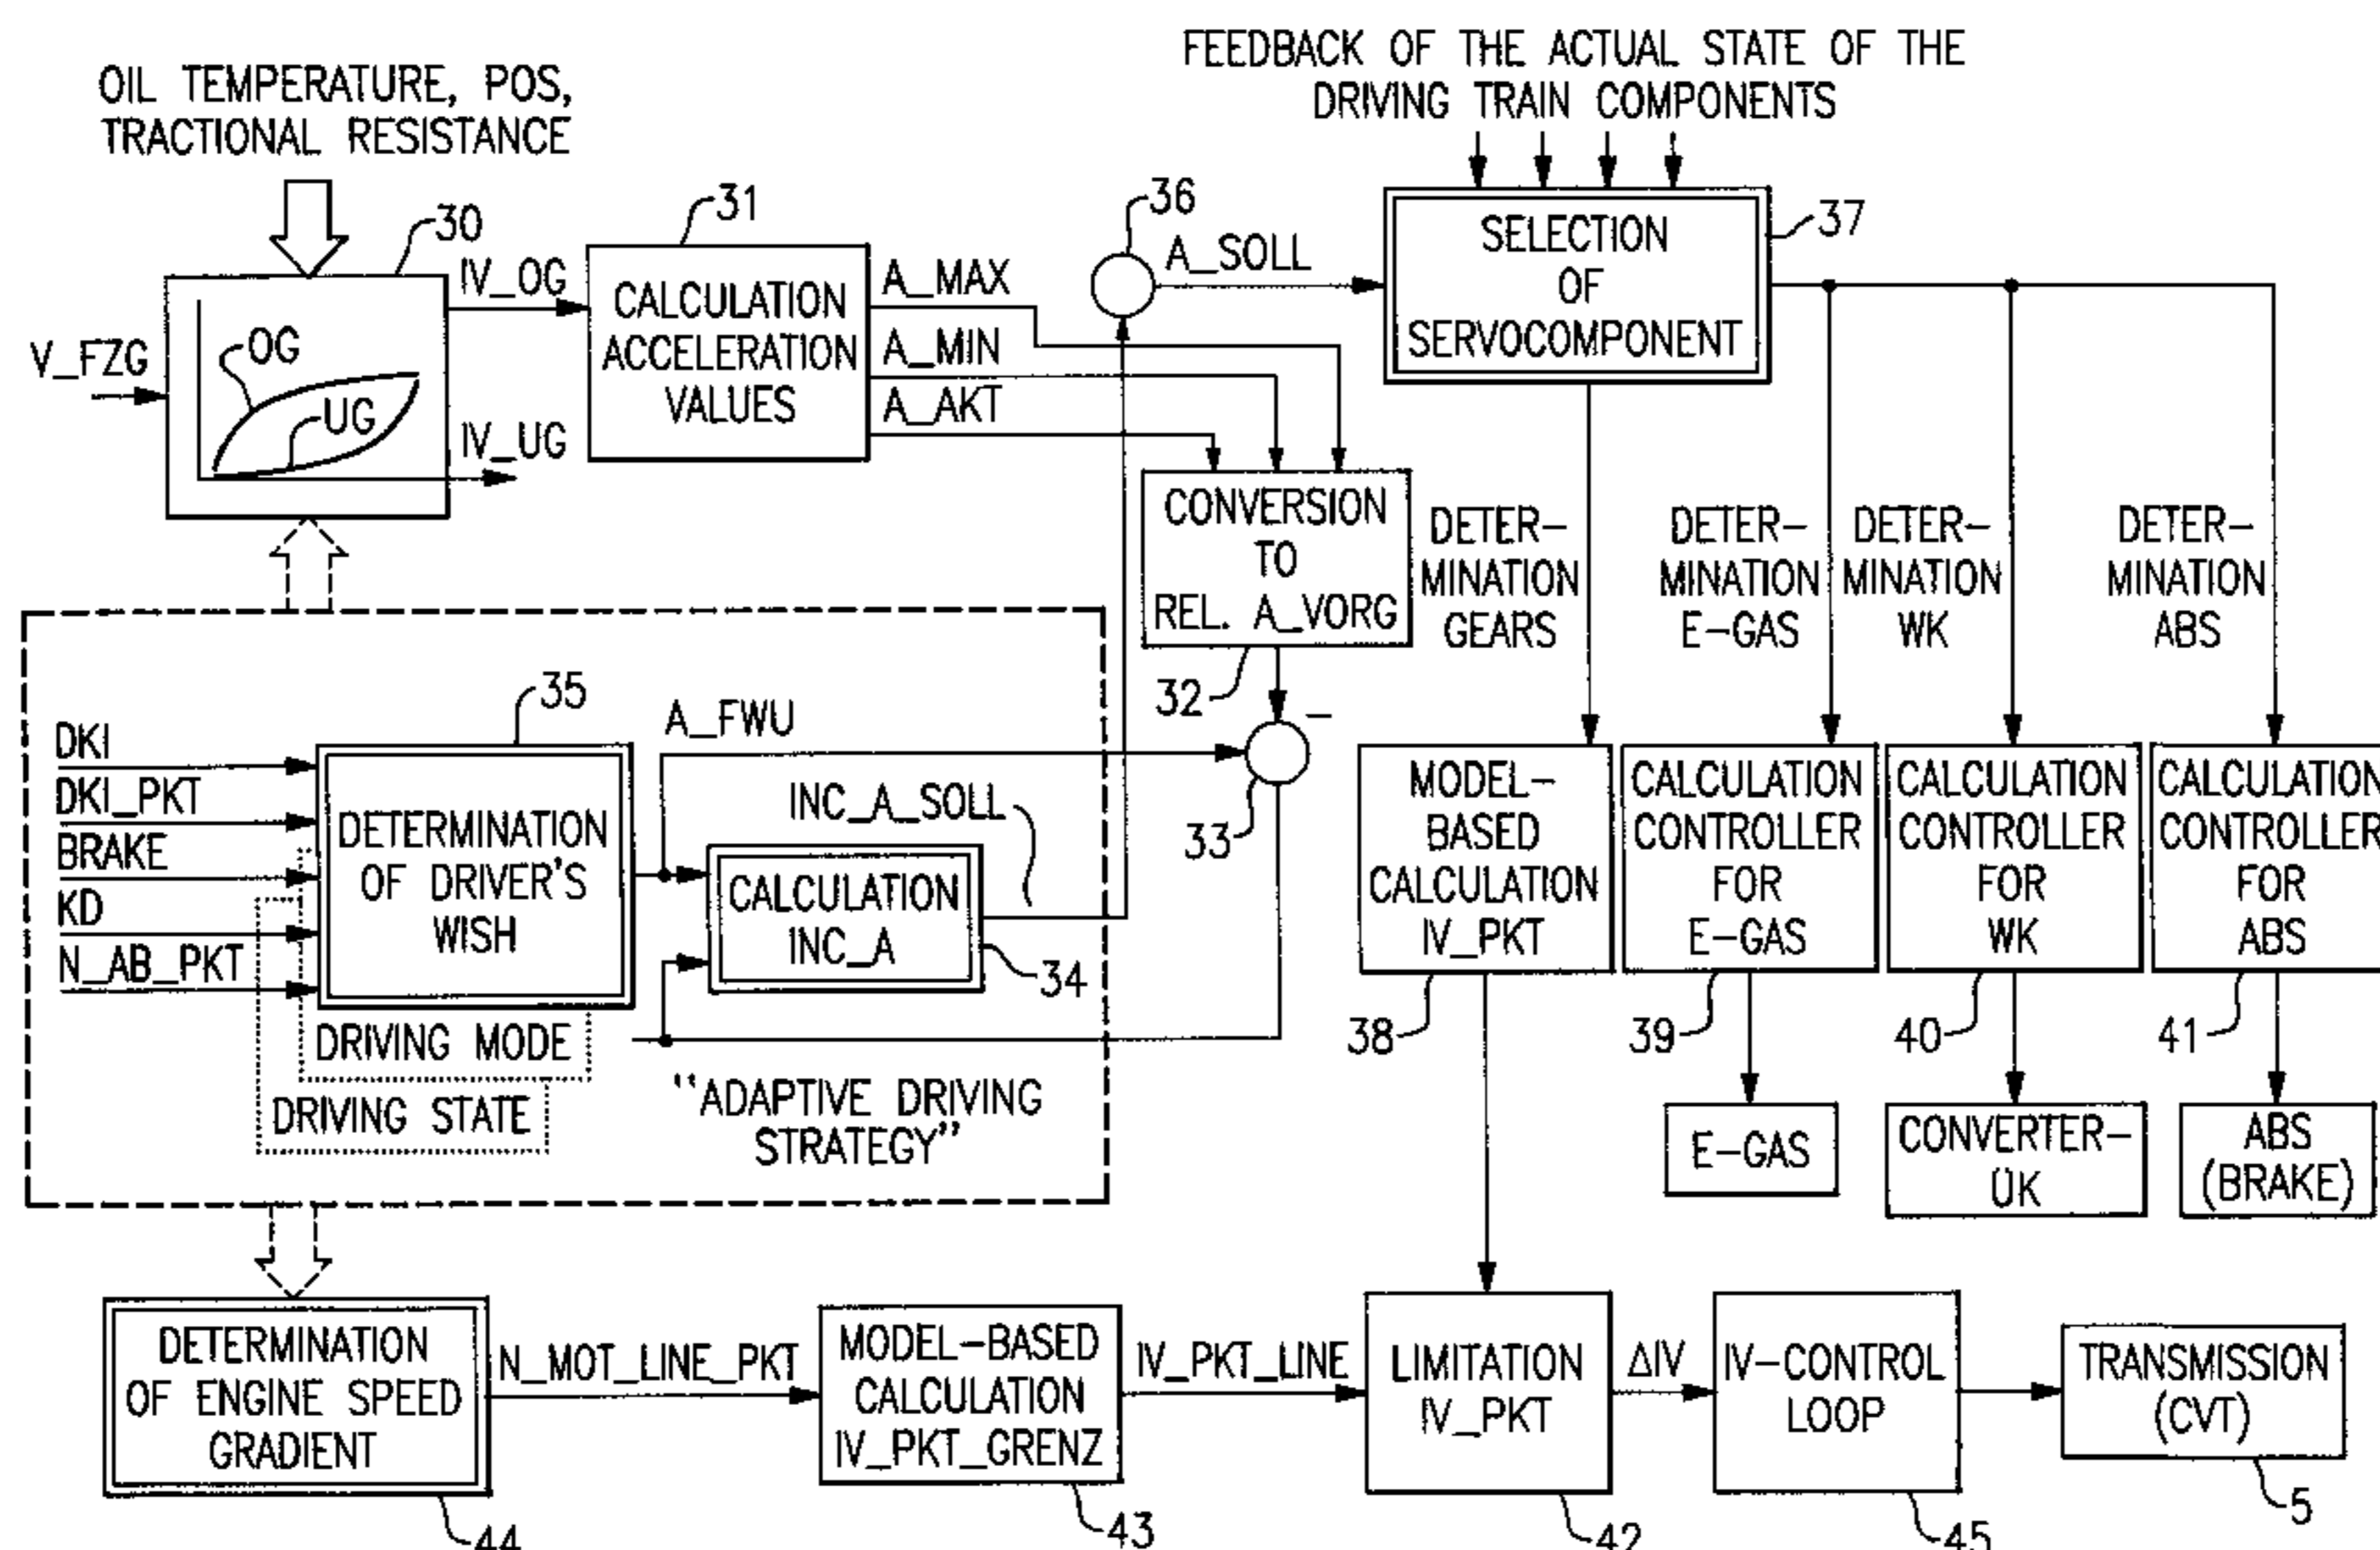 FEEDBACK OF THE ACTUAL STATE OF THE
DRIVING TRAIN COMPONENTS
OIL TEMPERATURE, POS,
TRACTIONAL RESISTANCE
30
31
36
37
V_FZG
OG
UG
IV_OG
IV_UG
CALCULATION
ACCELERATION
VALUES
A_MAX
A_MIN
A_AKT
A_SOLL
SELECTION
OF
SERVOCOMPONENT
CONVERSION
TO
REL. A_VORG
32
DETER-
MINATION
GEARS
DETER-
MINATION
E-GAS
DETER-
MINATION
WK
DETER-
MINATION
ABS
35
DKI
DKI_PKT
BRAKE
KD
N_AB_PKT
DETERMINATION
OF DRIVER'S
WISH
DRIVING MODE
DRIVING STATE
A_FWU
INC_A_SOLL
CALCULATION
INC_A
34
–
33
"ADAPTIVE DRIVING
STRATEGY"
MODEL-
BASED
CALCULATION
IV_PKT
38
CALCULATION
CONTROLLER
FOR
E-GAS
39
CALCULATION
CONTROLLER
FOR
WK
40
CALCULATION
CONTROLLER
FOR
ABS
41
E-GAS
CONVERTER-
ÜK
ABS
(BRAKE)
DETERMINATION
OF ENGINE SPEED
GRADIENT
44
N_MOT_LINE_PKT
MODEL-BASED
CALCULATION
IV_PKT_GRENZ
43
IV_PKT_LINE
LIMITATION
IV_PKT
42
ΔIV
IV-CONTROL
LOOP
45
TRANSMISSION
(CVT)
5